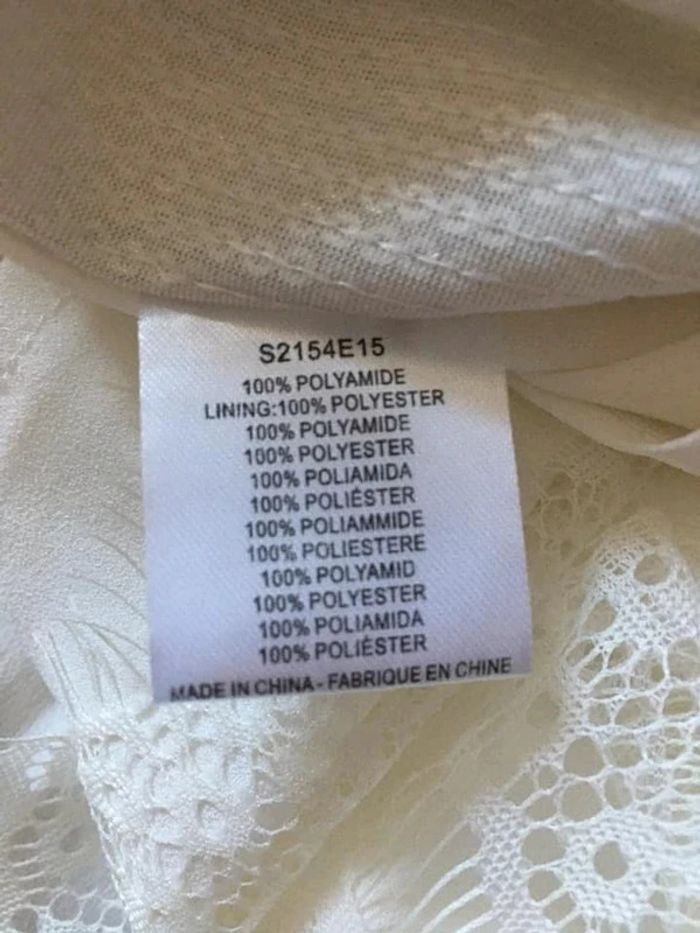 S2154E15
100% POLYAMIDE
LINING:100% POLYESTER
100% POLYAMIDE
100% POLYESTER
100% POLIAMIDA
100% POLIÉSTER
100% POLIAMMIDE
100% POLIESTERE
100% POLYAMID
100% POLYESTER
100% POLIAMIDA
100% POLIÉSTER
MADE IN CHINA - FABRIQUE EN CHINE